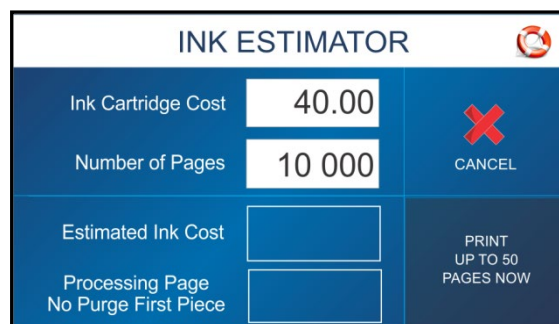 INK ESTIMATOR
Ink Cartridge Cost 40.00
Number of Pages 10 000
CANCEL
Estimated Ink Cost
Processing Page
No Purge First Piece
PRINT
UP TO 50
PAGES NOW